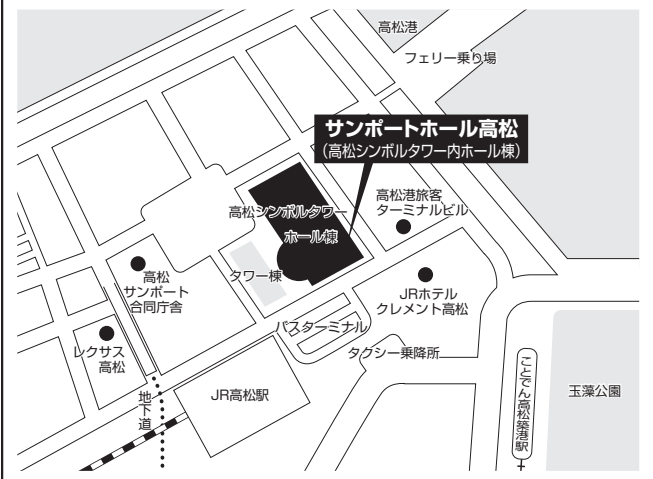 高松港
フェリー乗り場
サンポートホール高松
（高松シンボルタワー内ホール棟）
高松港旅客
ターミナルビル
高松シンボルタワー
ホール棟
タワー棟
高松
サンポート
合同庁舎
JRホテル
クレメント高松
バスターミナル
タクシー乗降所
レクサス
高松
地下道
JR高松駅
ことでん高松築港駅
玉藻公園